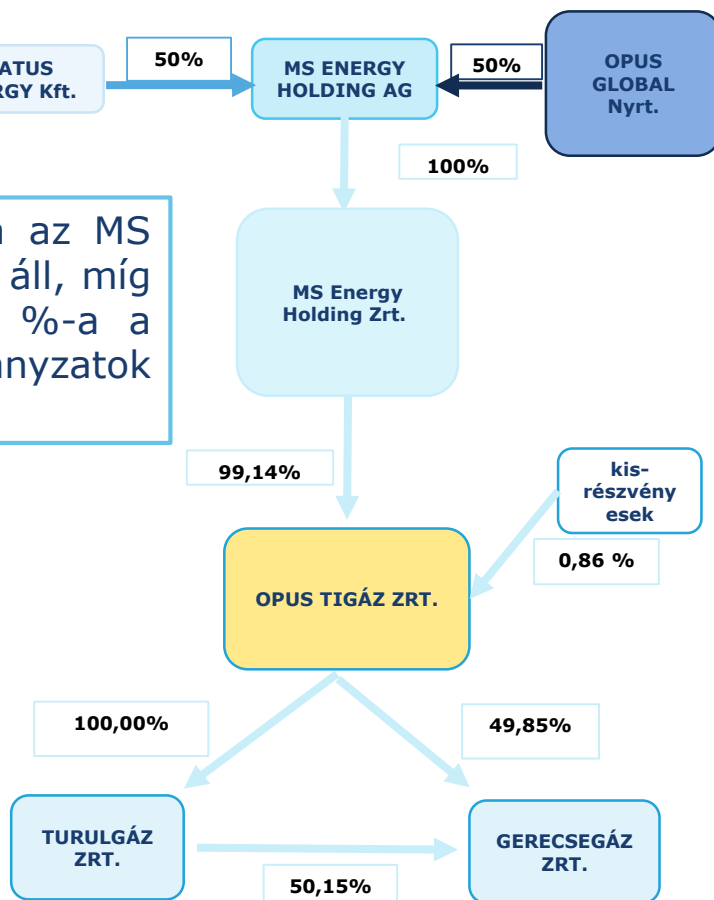 ATUS
RGY Kft.
50%
MS ENERGY
HOLDING AG
50%
OPUS
GLOBAL
Nyrt.
100%
az MS
áll, míg
%-a a
ányzatok
MS Energy
Holding Zrt.
99,14%
kis-
részvény
esek
0,86 %
OPUS TIGÁZ ZRT.
100,00%
49,85%
TURULGÁZ
ZRT.
GERECSEGÁZ
ZRT.
50,15%